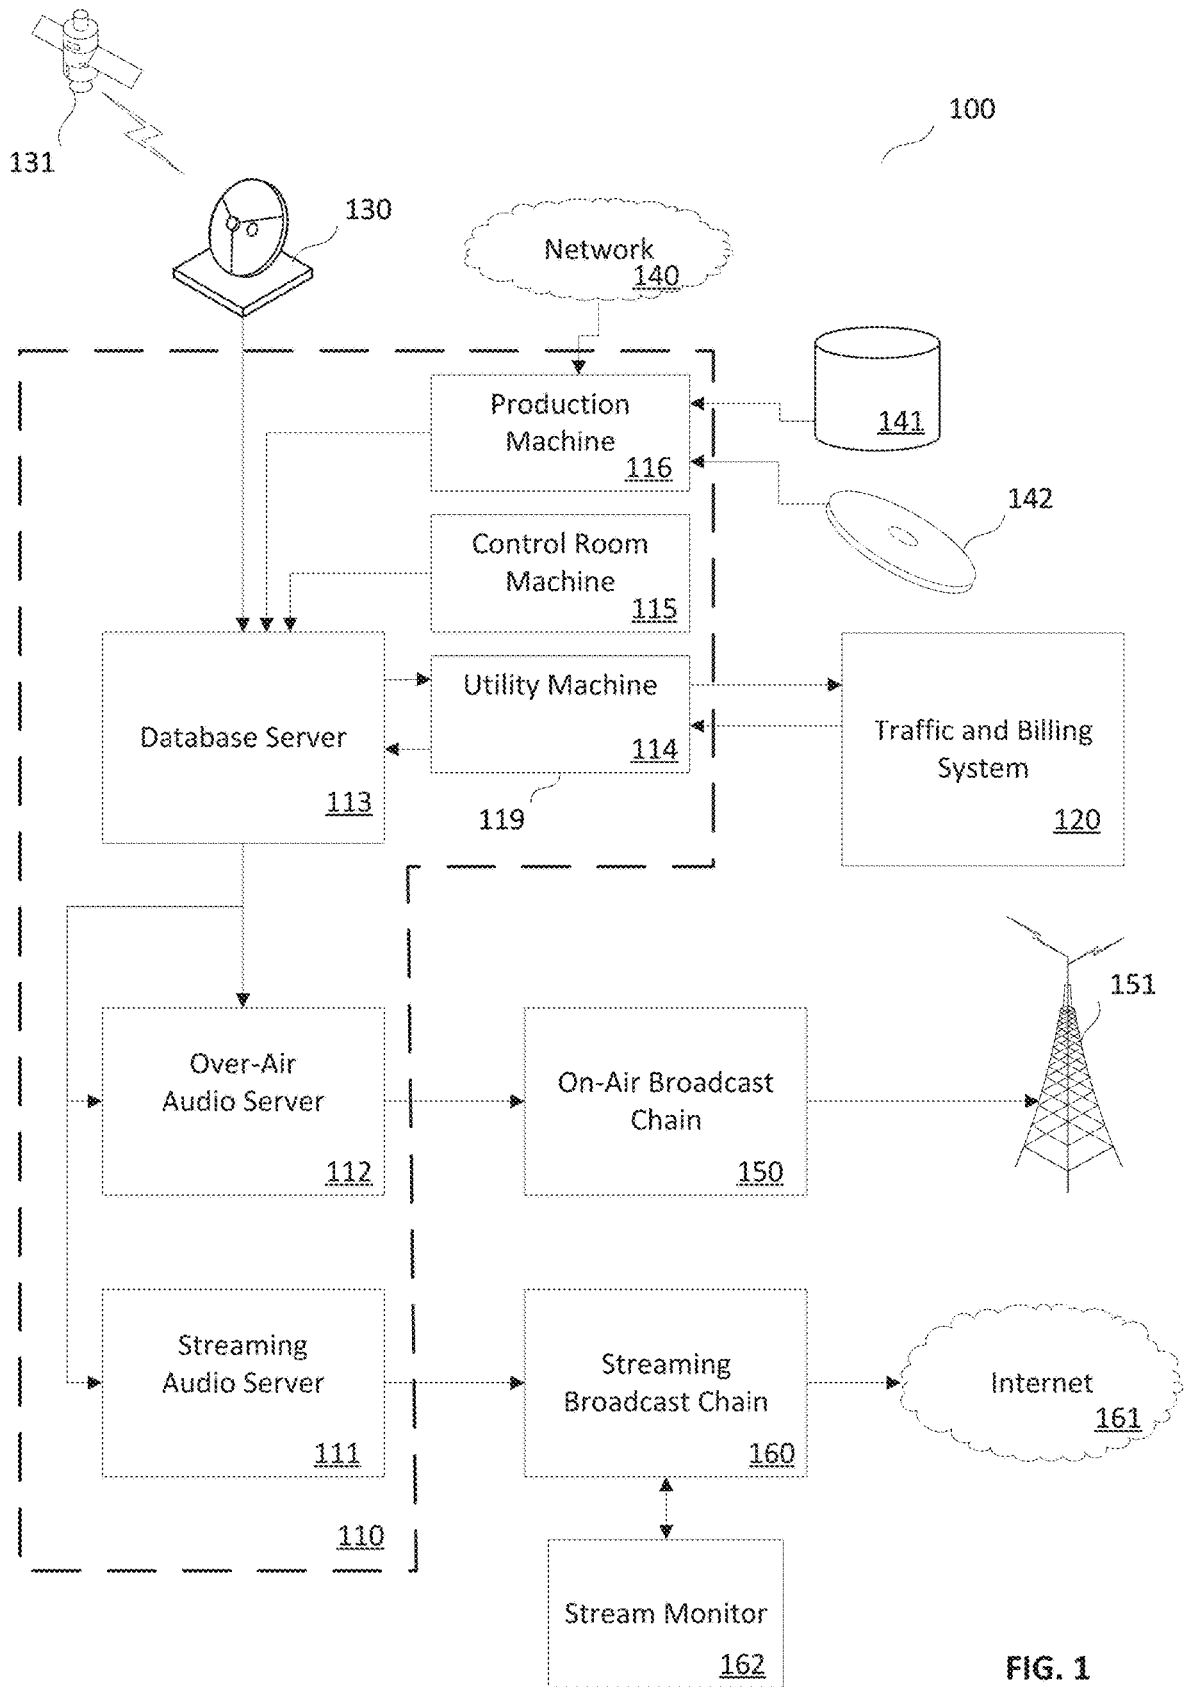 100
131
130
Network
140
Production
Machine
116
141
142
Control Room
Machine
115
Utility Machine
114
119
Database Server
113
Traffic and Billing
System
120
151
Over-Air
Audio Server
112
On-Air Broadcast
Chain
150
Streaming
Audio Server
111
Streaming
Broadcast Chain
160
Internet
161
110
Stream Monitor
162
FIG. 1